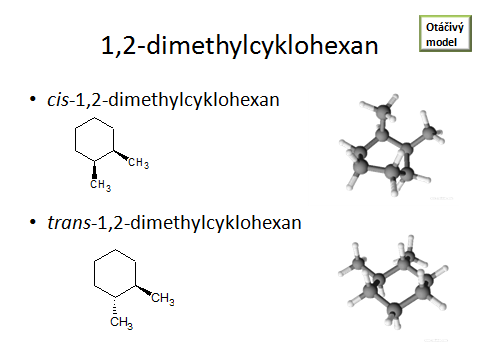 1,2-dimethylcyklohexan
Otáčivý
model
• cis-1,2-dimethylcyklohexan
CH3
CH3
• trans-1,2-dimethylcyklohexan
CH3
CH3